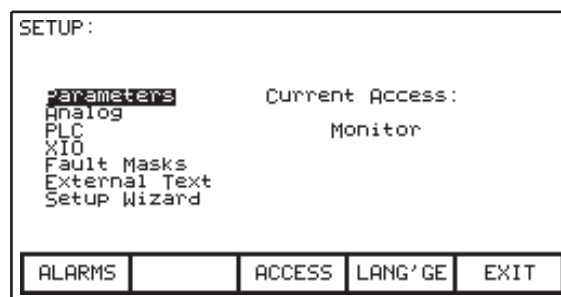 SETUP:
Parameters
Current Access:
Analog
PLC
Monitor
XIO
Fault Masks
External Text
Setup Wizard
ALARMS ACCESS LANG'GE EXIT